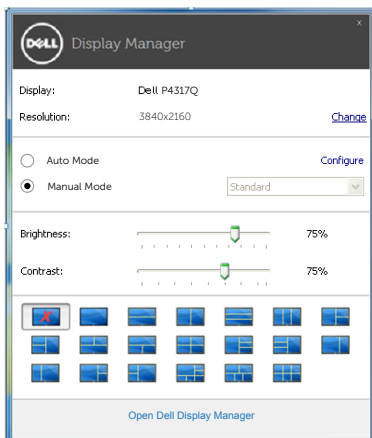 DELL Display Manager x
Display: Dell P4317Q
Resolution: 3840x2160 Change
Auto Mode Configure
Manual Mode Standard
Brightness: 75%
Contrast: 75%
Open Dell Display Manager